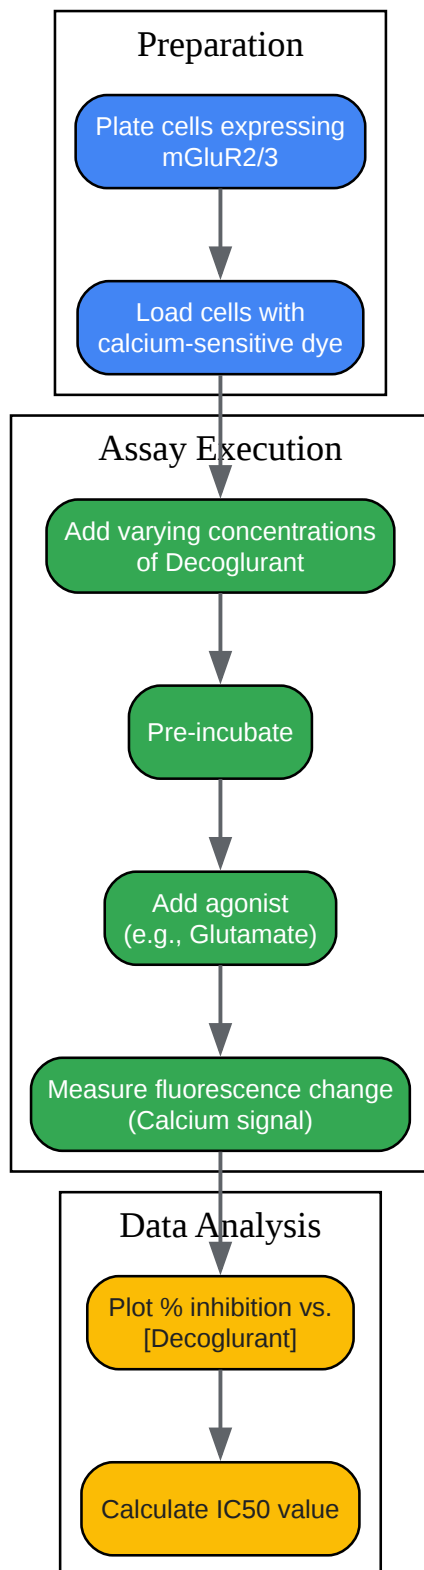 Preparation
Plate cells expressing
mGluR2/3
Load cells with
calcium-sensitive dye
Assay Execution
Add varying concentrations
of Decoglurant
Pre-incubate
Add agonist
(e.g., Glutamate)
Measure fluorescence change
(Calcium signal)
Data Analysis
Plot % inhibition vs.
[Decoglurant]
Calculate IC50 value